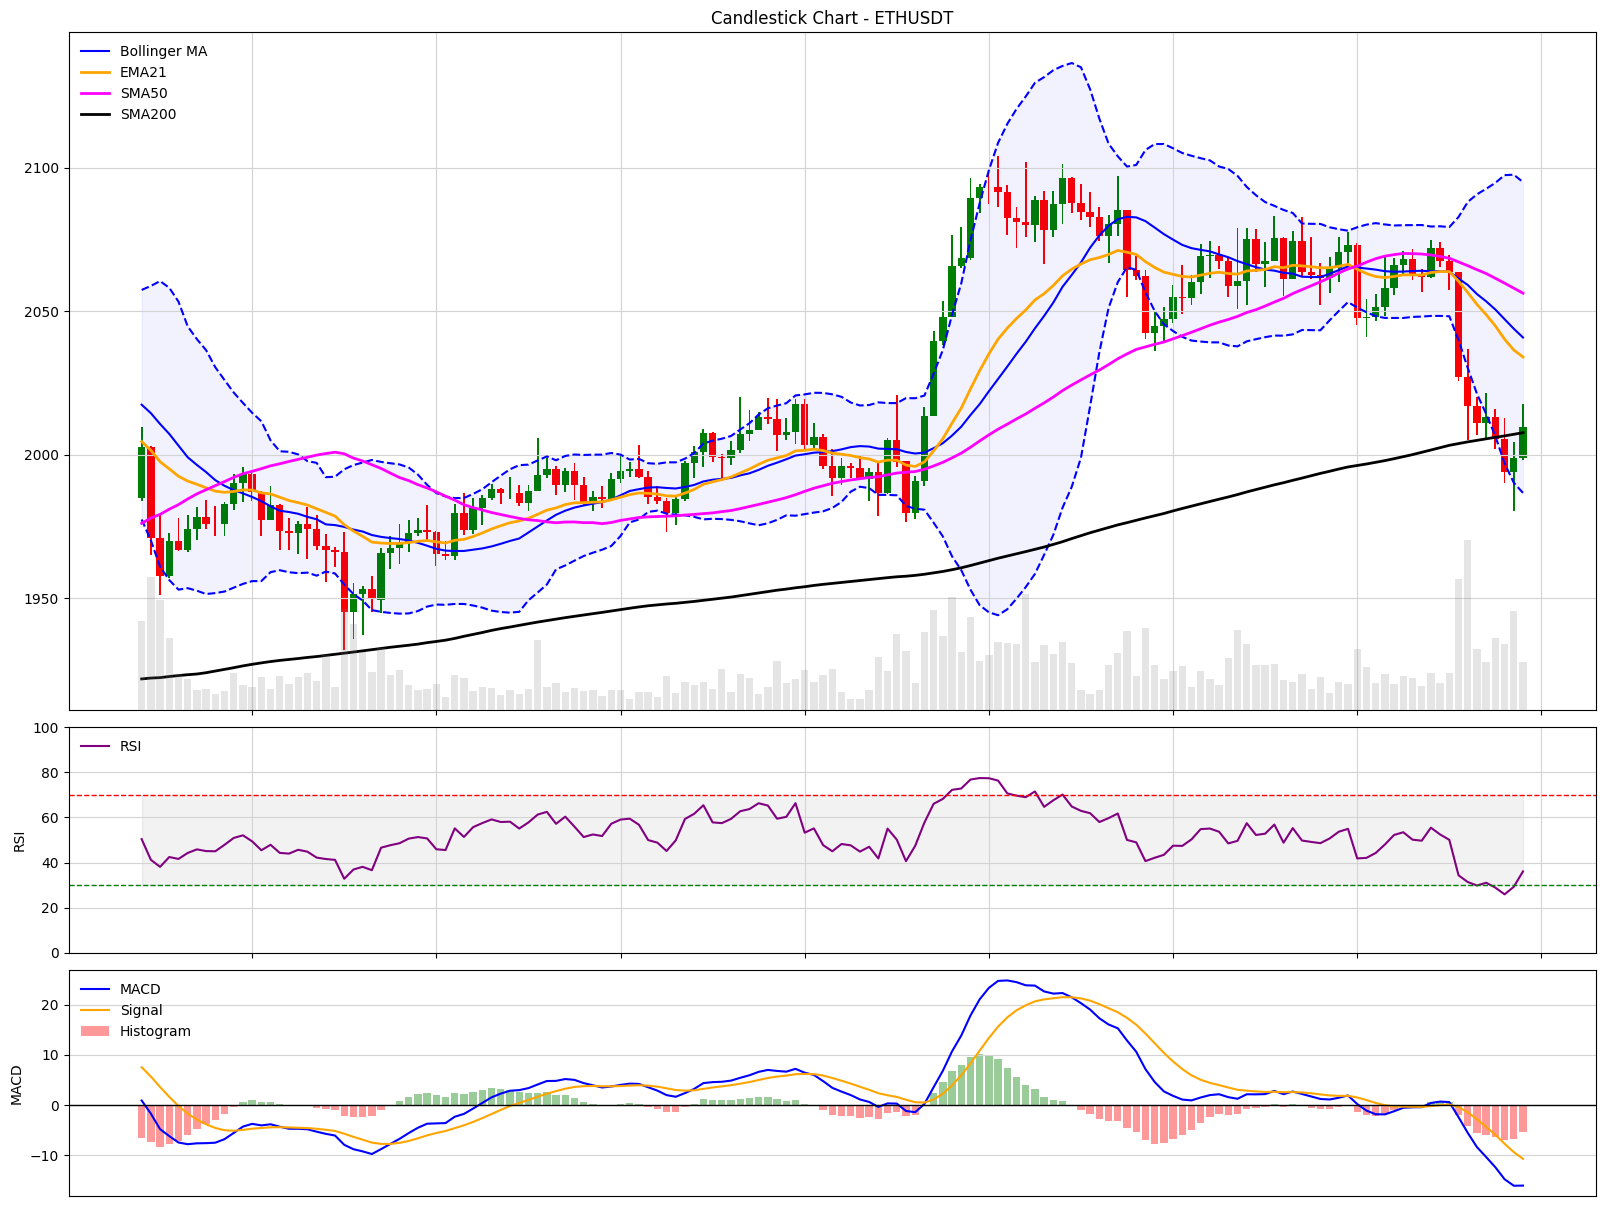 Candlestick Chart - ETHUSDT
Bollinger MA
EMA21
SMA50
SMA200
2100
2050
2000
1950
RSI
100
80
60
40
20
0
RSI
MACD
Signal
Histogram
20
10
0
−10
MACD